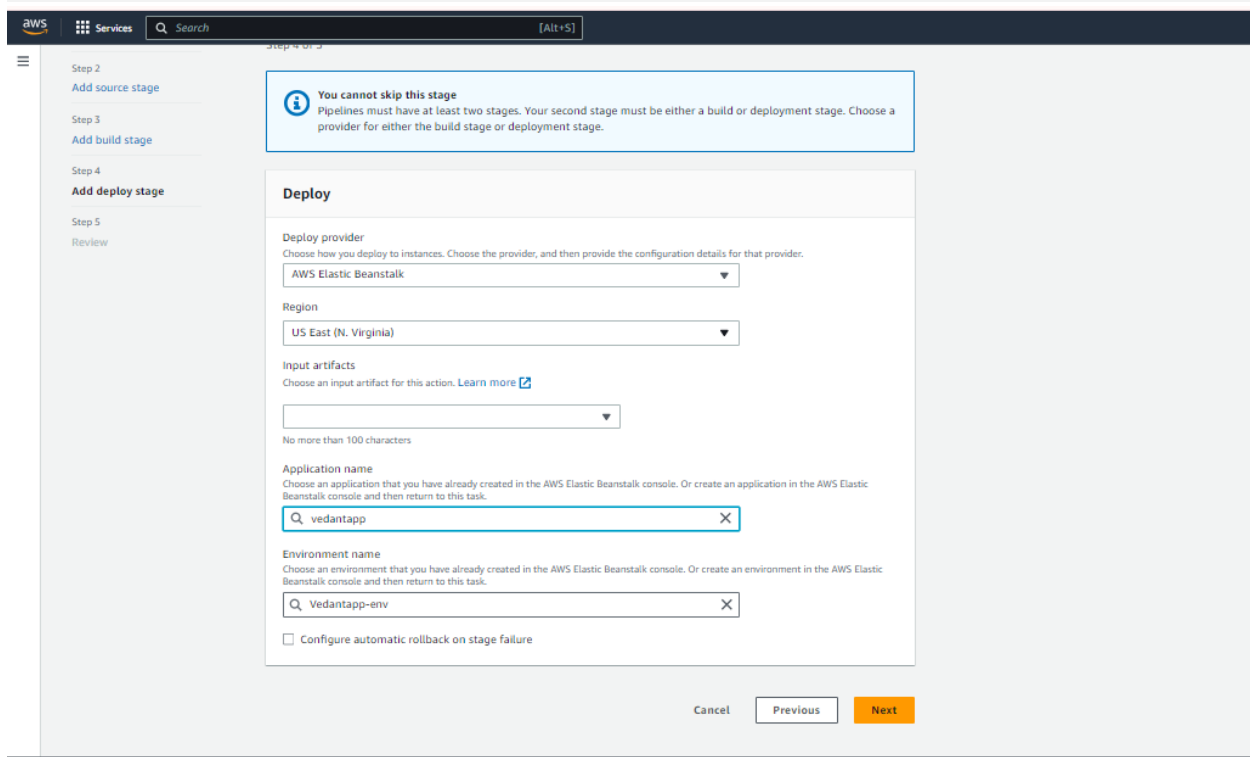 aws
Services
Search
[Alt+S]
Step 4 of 5
Step 2
Add source stage
Step 3
Add build stage
Step 4
Add deploy stage
Step 5
Review
You cannot skip this stage
Pipelines must have at least two stages. Your second stage must be either a build or deployment stage. Choose a
provider for either the build stage or deployment stage.
Deploy
Deploy provider
Choose how you deploy to instances. Choose the provider, and then provide the configuration details for that provider.
AWS Elastic Beanstalk
Region
US East (N. Virginia)
Input artifacts
Choose an input artifact for this action. Learn more
No more than 100 characters
Application name
Choose an application that you have already created in the AWS Elastic Beanstalk console. Or create an application in the AWS Elastic
Beanstalk console and then return to this task.
vedantapp
Environment name
Choose an environment that you have already created in the AWS Elastic Beanstalk console. Or create an environment in the AWS Elastic
Beanstalk console and then return to this task.
Vedantapp-env
Configure automatic rollback on stage failure
Cancel
Previous
Next